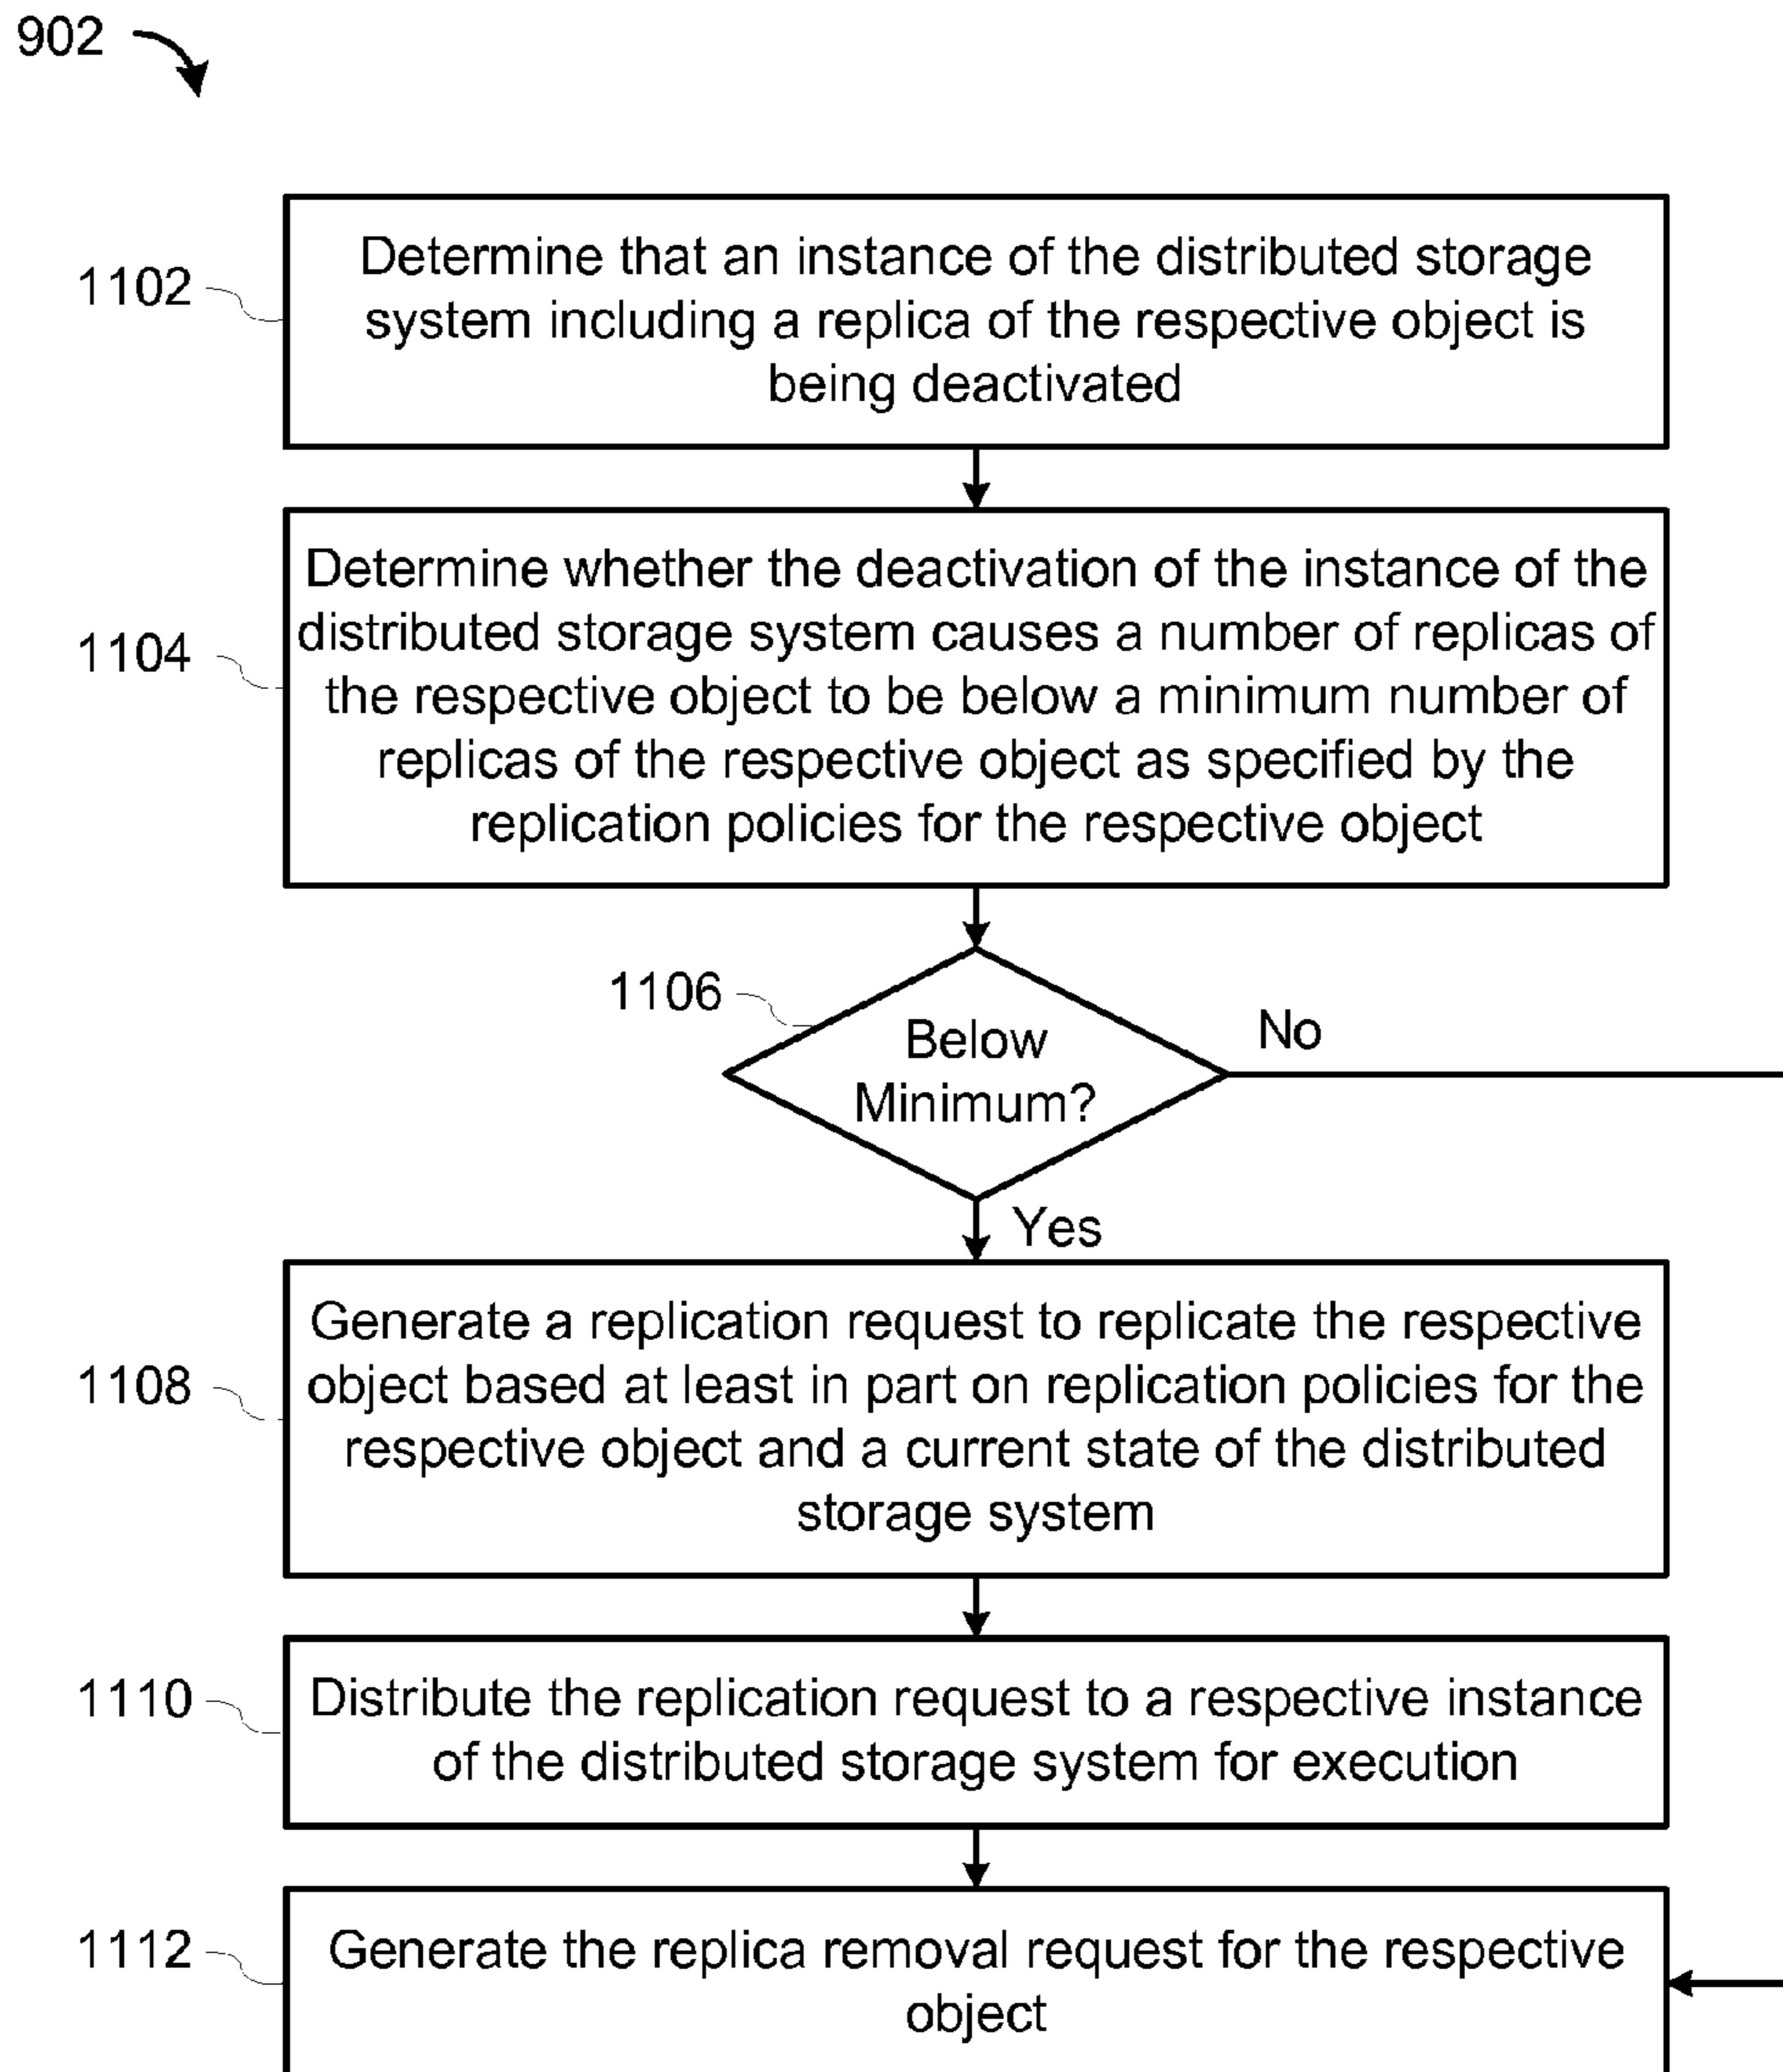 902
1102
Determine that an instance of the distributed storage
system including a replica of the respective object is
being deactivated
1104
Determine whether the deactivation of the instance of the
distributed storage system causes a number of replicas of
the respective object to be below a minimum number of
replicas of the respective object as specified by the
replication policies for the respective object
1106
Below
Minimum?
No
Yes
1108
Generate a replication request to replicate the respective
object based at least in part on replication policies for the
respective object and a current state of the distributed
storage system
1110
Distribute the replication request to a respective instance
of the distributed storage system for execution
1112
Generate the replica removal request for the respective
object